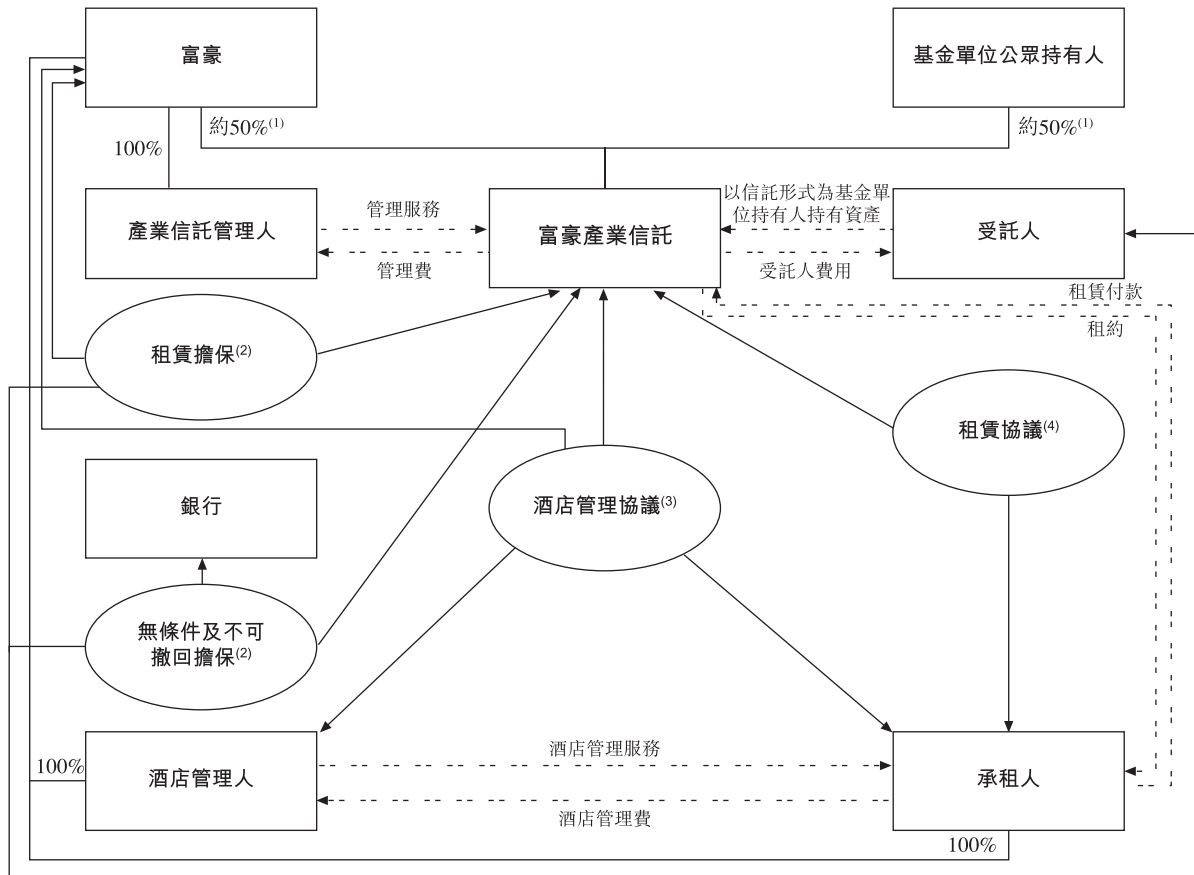 富豪
基金單位公眾持有人
約50%(1)
約50%(1)
100%
產業信託管理人
管理服務
管理費
富豪產業信託
以信託形式為基金單
位持有人持有資產
受託人費用
受託人
租賃付款
租約
租賃擔保(2)
租賃協議(4)
銀行
酒店管理協議(3)
無條件及不可
撤回擔保(2)
100%
酒店管理人
酒店管理服務
酒店管理費
承租人
100%